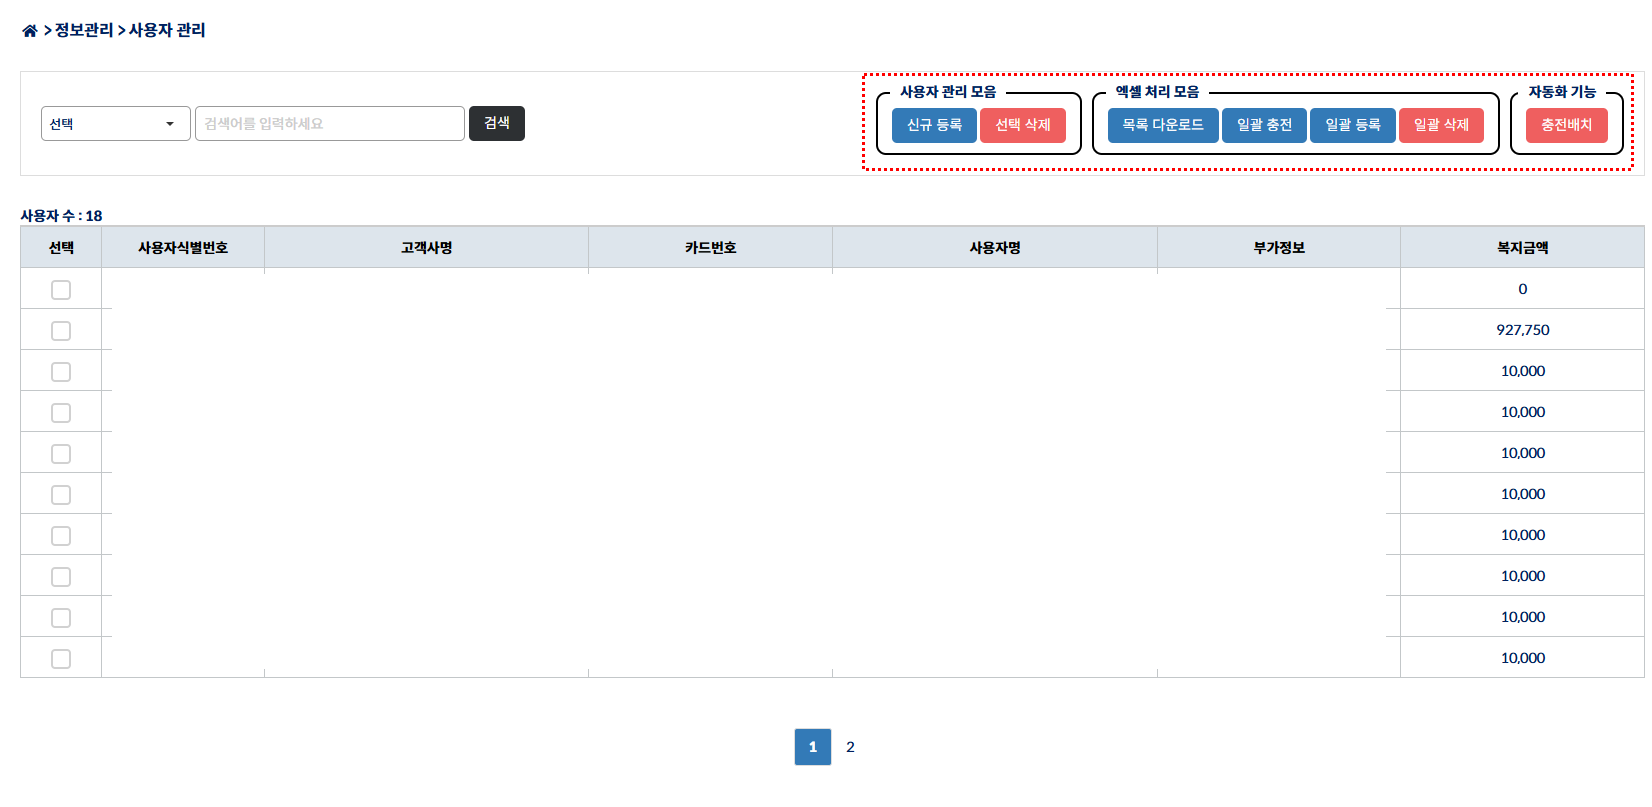 > 정보관리 > 사용자 관리
선택 검색어를 입력하세요 검색
사용자 관리 모음
신규 등록 선택 삭제
엑셀 처리 모음
목록 다운로드 일괄 충전 일괄 등록 일괄 삭제
자동화 기능
충전배치
사용자 수 : 18
선택 사용자식별번호 고객사명 카드번호 사용자명 부가정보 복지금액
0
927,750
10,000
10,000
10,000
10,000
10,000
10,000
10,000
10,000
1 2